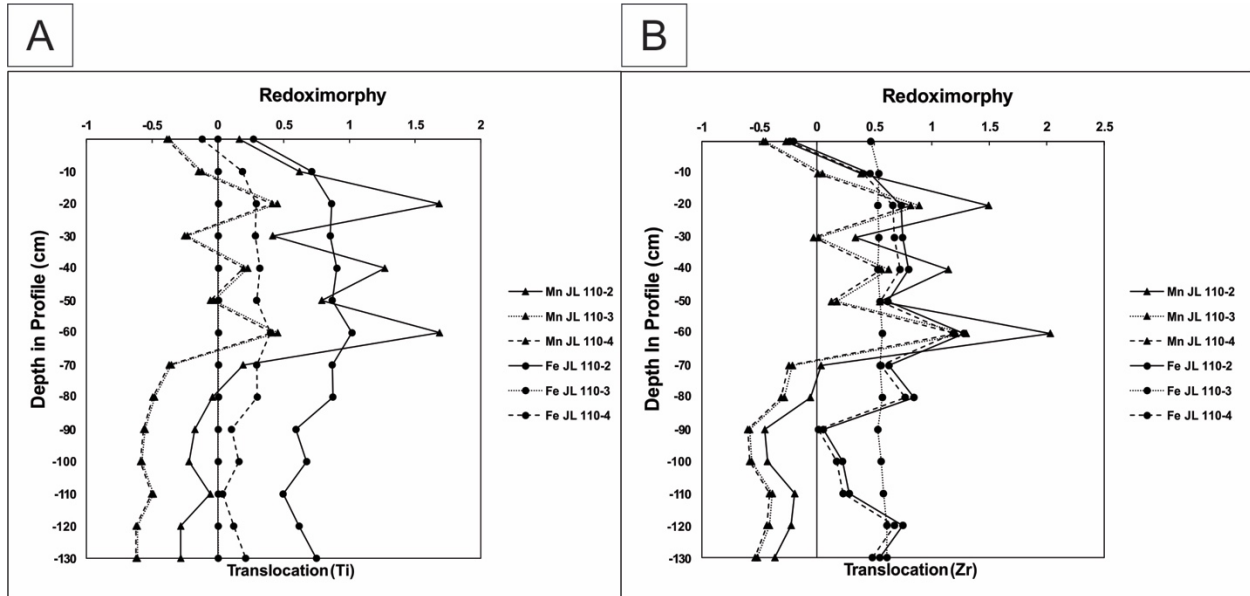 A
Redoximorphy
-1 -0.5 0 0.5 1 1.5 2
-10
-20
-30
-40
-50
-60
-70
-80
-90
-100
-110
-120
-130
Depth in Profile (cm)
Translocation (Ti)
Mn JL 110-2
Mn JL 110-3
Mn JL 110-4
Fe JL 110-2
Fe JL 110-3
Fe JL 110-4
B
Redoximorphy
-1 -0.5 0 0.5 1 1.5 2 2.5
-10
-20
-30
-40
-50
-60
-70
-80
-90
-100
-110
-120
-130
Depth In Profile (cm)
Translocation (Zr)
Mn JL 110-2
Mn JL 110-3
Mn JL 110-4
Fe JL 110-2
Fe JL 110-3
Fe JL 110-4